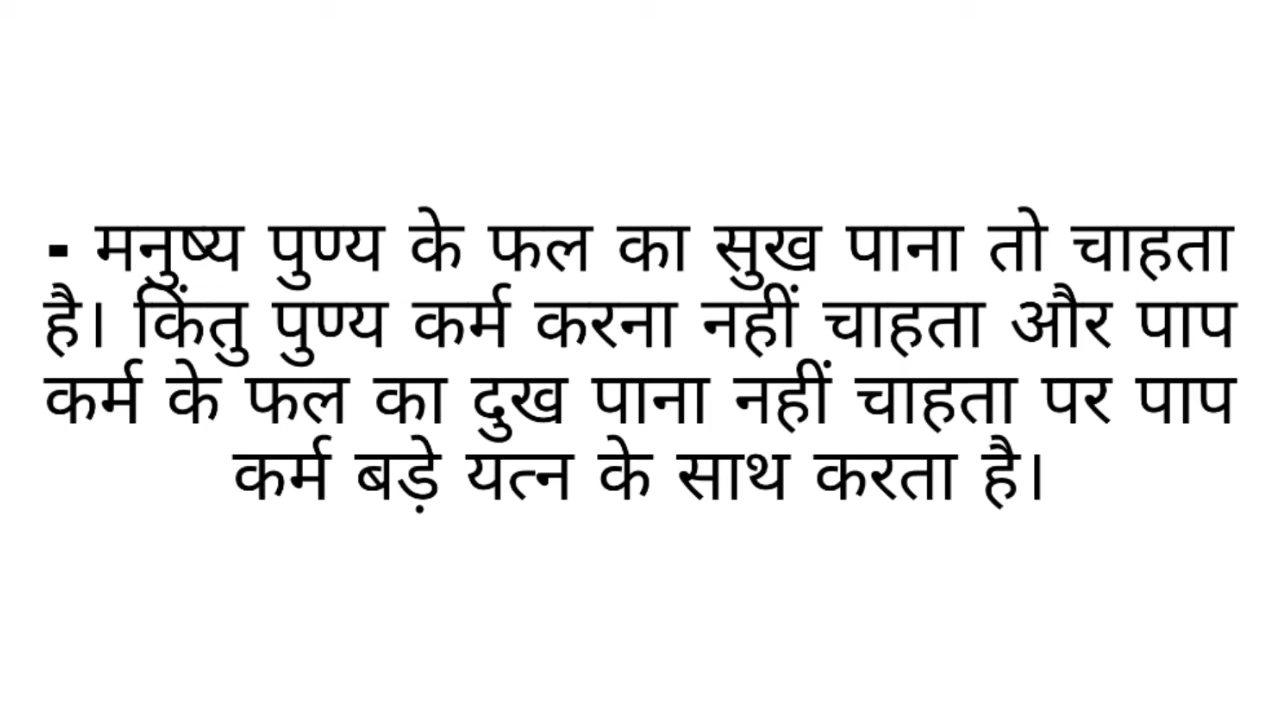 - मनुष्य पुण्य के फल का सुख पाना तो चाहता
है। किंतु पुण्य कर्म करना नहीं चाहता और पाप
कर्म के फल का दुख पाना नहीं चाहता पर पाप
कर्म बड़े यत्न के साथ करता है।